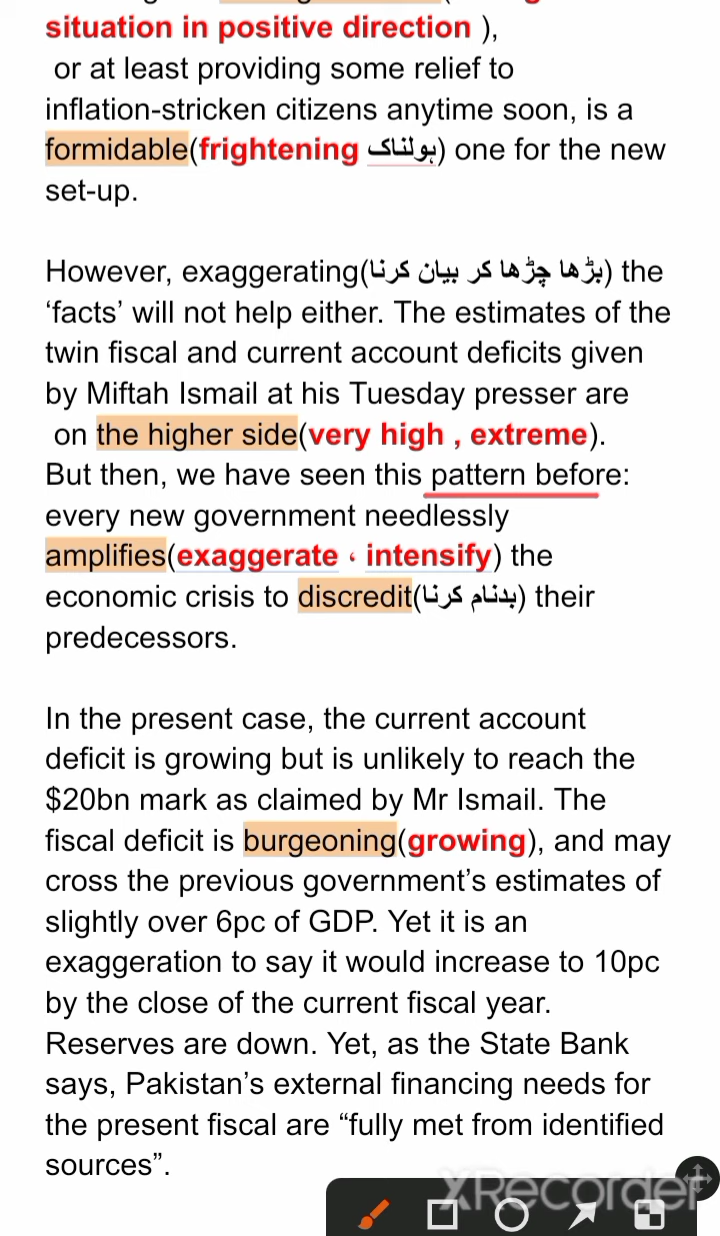 situation in positive direction ),
or at least providing some relief to
inflation-stricken citizens anytime soon, is a
formidable(frightening ہولناک) one for the new
set-up.
However, exaggerating(بڑھا چڑھا کر بیان کرنا) the
‘facts’ will not help either. The estimates of the
twin fiscal and current account deficits given
by Miftah Ismail at his Tuesday presser are
on the higher side(very high , extreme).
But then, we have seen this pattern before:
every new government needlessly
amplifies(exaggerate ، intensify) the
economic crisis to discredit(بدنام کرنا) their
predecessors.
In the present case, the current account
deficit is growing but is unlikely to reach the
$20bn mark as claimed by Mr Ismail. The
fiscal deficit is burgeoning(growing), and may
cross the previous government’s estimates of
slightly over 6pc of GDP. Yet it is an
exaggeration to say it would increase to 10pc
by the close of the current fiscal year.
Reserves are down. Yet, as the State Bank
says, Pakistan’s external financing needs for
the present fiscal are “fully met from identified
sources”.
XRecorder